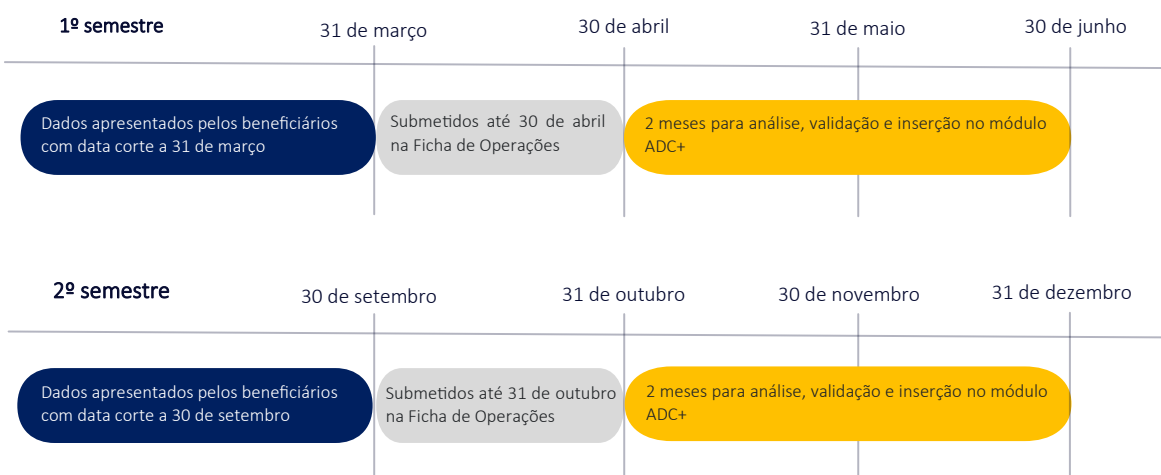 1º semestre
31 de março
30 de abril
31 de maio
30 de junho
Dados apresentados pelos beneficiários
com data corte a 31 de março
Submetidos até 30 de abril
na Ficha de Operações
2 meses para análise, validação e inserção no módulo
ADC+
2º semestre
30 de setembro
31 de outubro
30 de novembro
31 de dezembro
Dados apresentados pelos beneficiários
com data corte a 30 de setembro
Submetidos até 31 de outubro
na Ficha de Operações
2 meses para análise, validação e inserção no módulo
ADC+